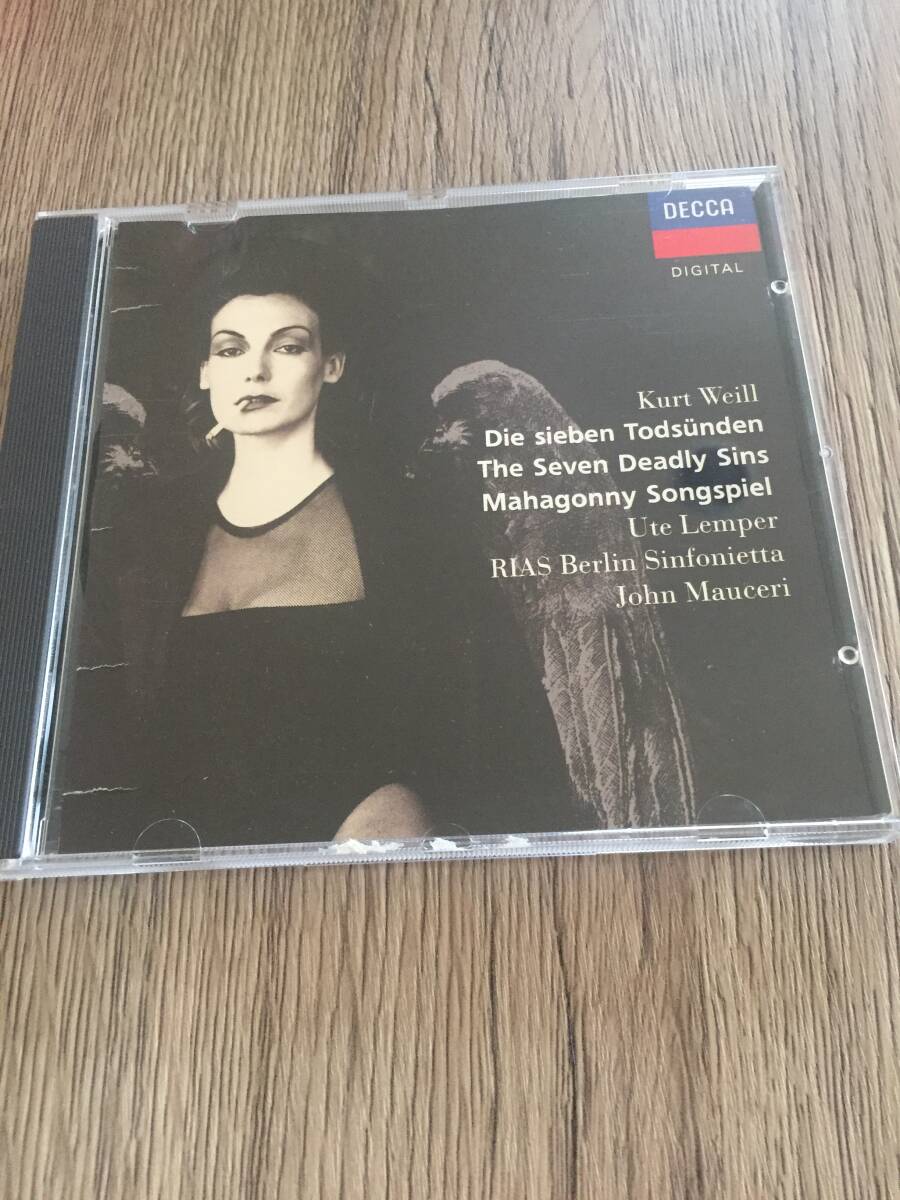 DECCA
DIGITAL
Kurt Weill
Die sieben Todsünden
The Seven Deadly Sins
Mahagonny Songspiel
Ute Lemper
RIAS Berlin Sinfonietta
John Mauceri